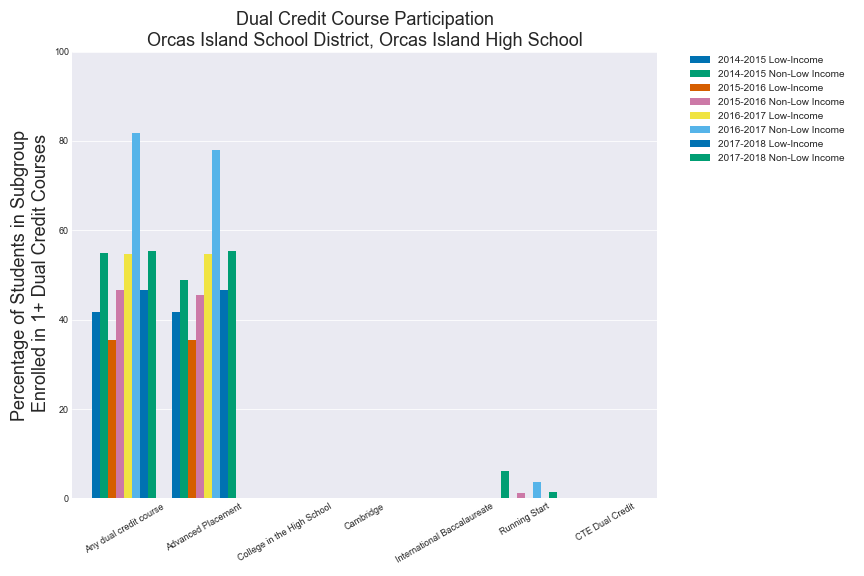 Dual Credit Course Participation
Orcas Island School District, Orcas Island High School
Percentage of Students in Subgroup
Enrolled in 1+ Dual Credit Courses
100
80
60
40
20
0
Any dual credit course
Advanced Placement
College in the High School
Cambridge
International Baccalaureate
Running Start
CTE Dual Credit
2014-2015 Low-Income
2014-2015 Non-Low Income
2015-2016 Low-Income
2015-2016 Non-Low Income
2016-2017 Low-Income
2016-2017 Non-Low Income
2017-2018 Low-Income
2017-2018 Non-Low Income